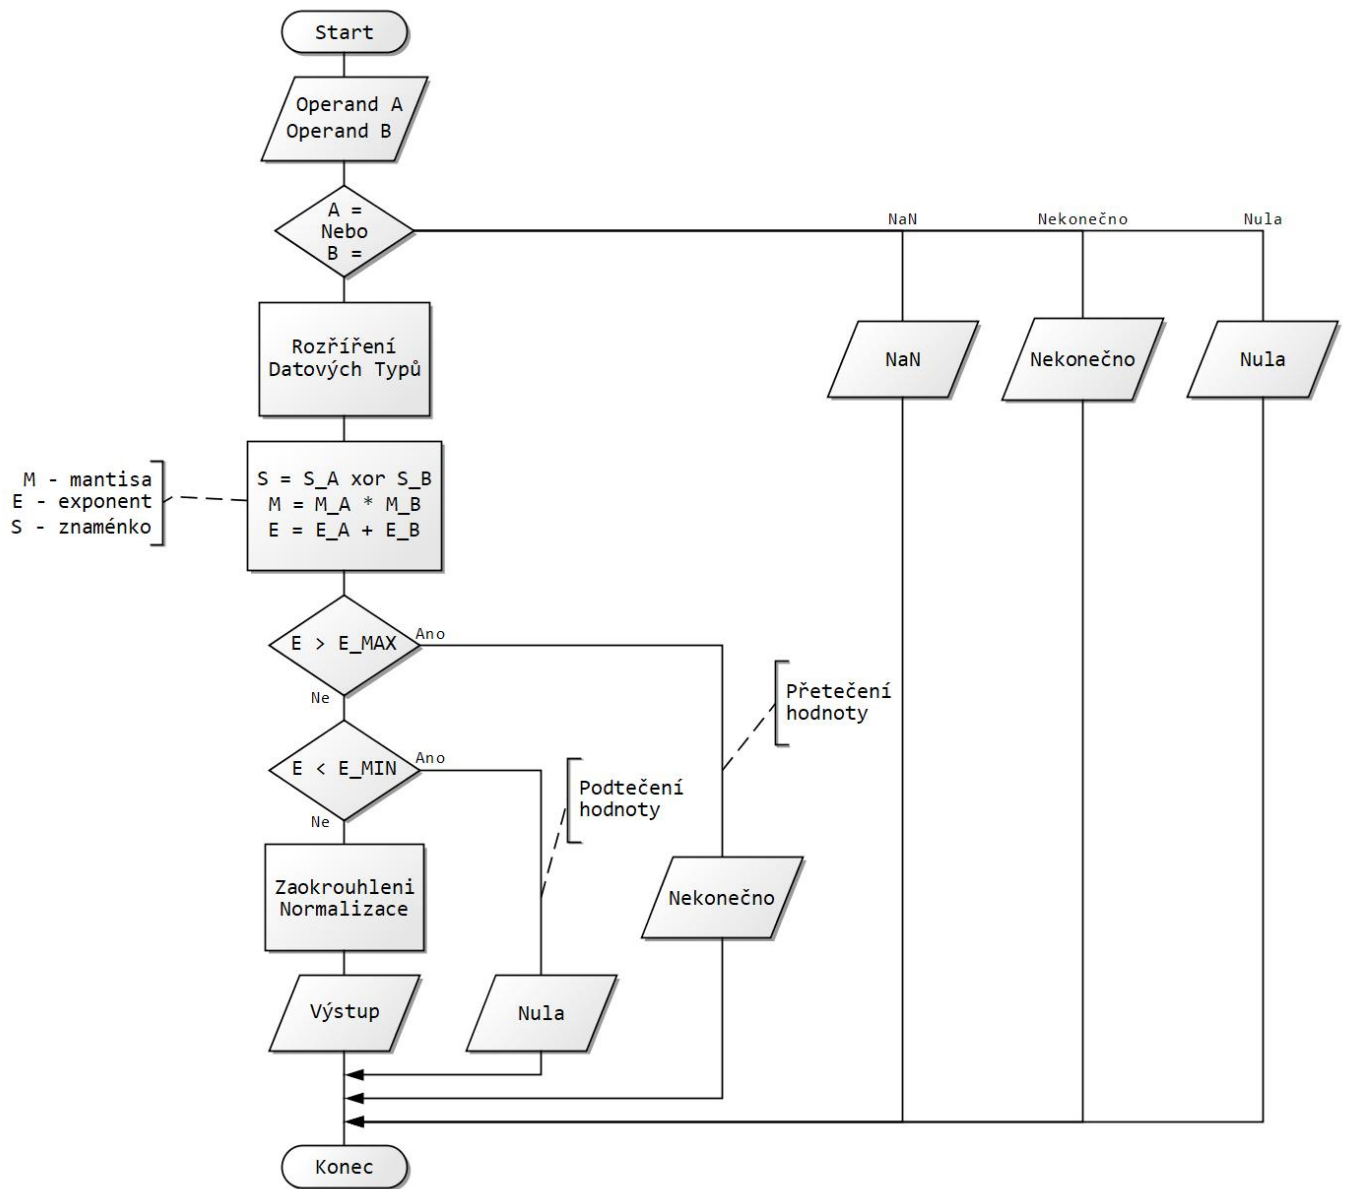 Start
Operand A
Operand B
A =
Nebo
B =
NaN
Nekonečno
Nula
Rozříření
Datových Typů
NaN
Nekonečno
Nula
M - mantisa
E - exponent
S - znaménko
S = S_A xor S_B
M = M_A * M_B
E = E_A + E_B
E > E_MAX
Ano
Ne
Přetečení
hodnoty
E < E_MIN
Ano
Ne
Podtečení
hodnoty
Zaokrouhleni
Normalizace
Nekonečno
Výstup
Nula
Konec